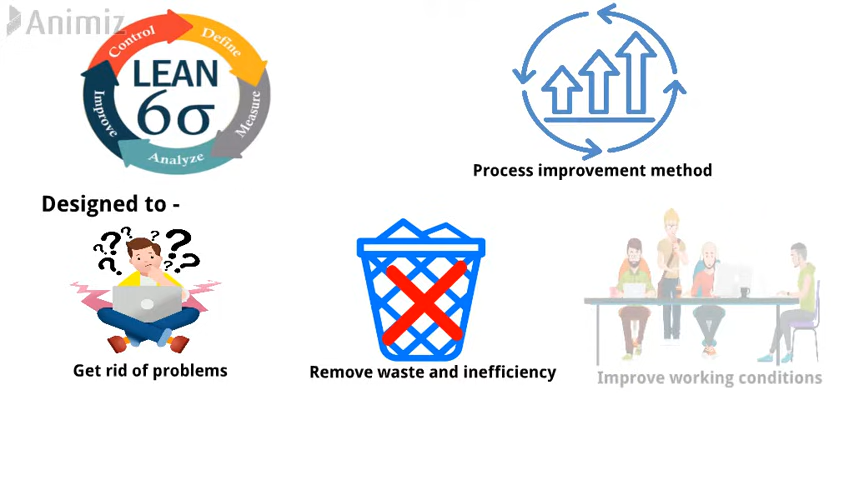 Animiz
Control
Define
LEAN
6σ
Improve
Measure
Analyze
Process improvement method
Designed to -
Get rid of problems
Remove waste and inefficiency
Improve working conditions